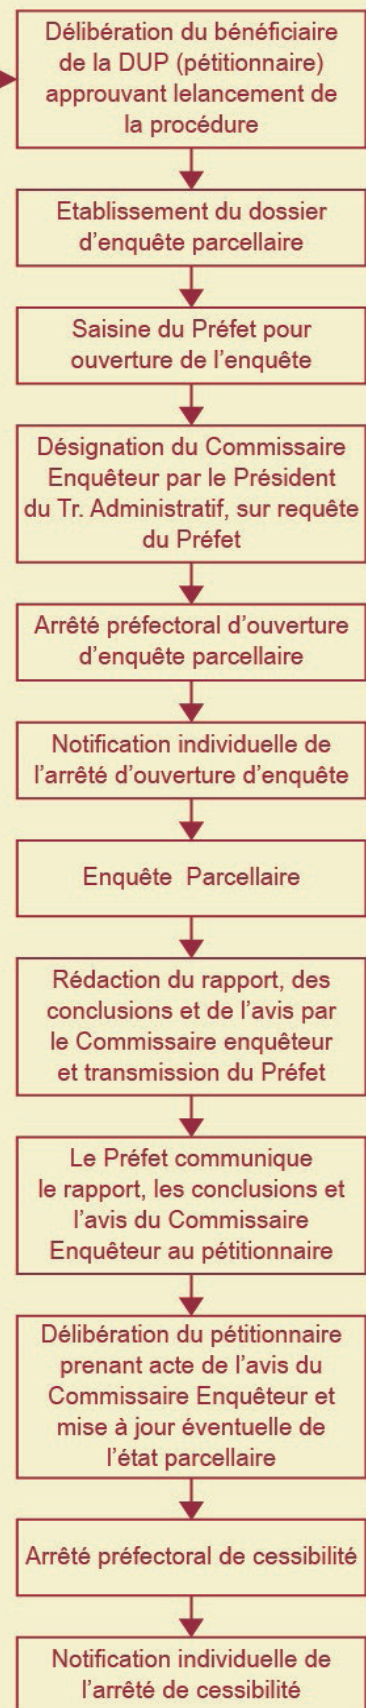 Délibération du bénéficiaire
de la DUP (pétitionnaire)
approuvant lelancement de
la procédure
Etablissement du dossier
d'enquête parcellaire
Saisine du Préfet pour
ouverture de l'enquête
Désignation du Commissaire
Enquêteur par le Président
du Tr. Administratif, sur requête
du Préfet
Arrêté préfectoral d'ouverture
d'enquête parcellaire
Notification individuelle de
l'arrêté d'ouverture d'enquête
Enquête Parcellaire
Rédaction du rapport, des
conclusions et de l'avis par
le Commissaire enquêteur
et transmission du Préfet
Le Préfet communique
le rapport, les conclusions et
l'avis du Commissaire
Enquêteur au pétitionnaire
Délibération du pétitionnaire
prenant acte de l'avis du
Commissaire Enquêteur et
mise à jour éventuelle de
l'état parcellaire
Arrêté préfectoral de cessibilité
Notification individuelle de
l'arrêté de cessibilité